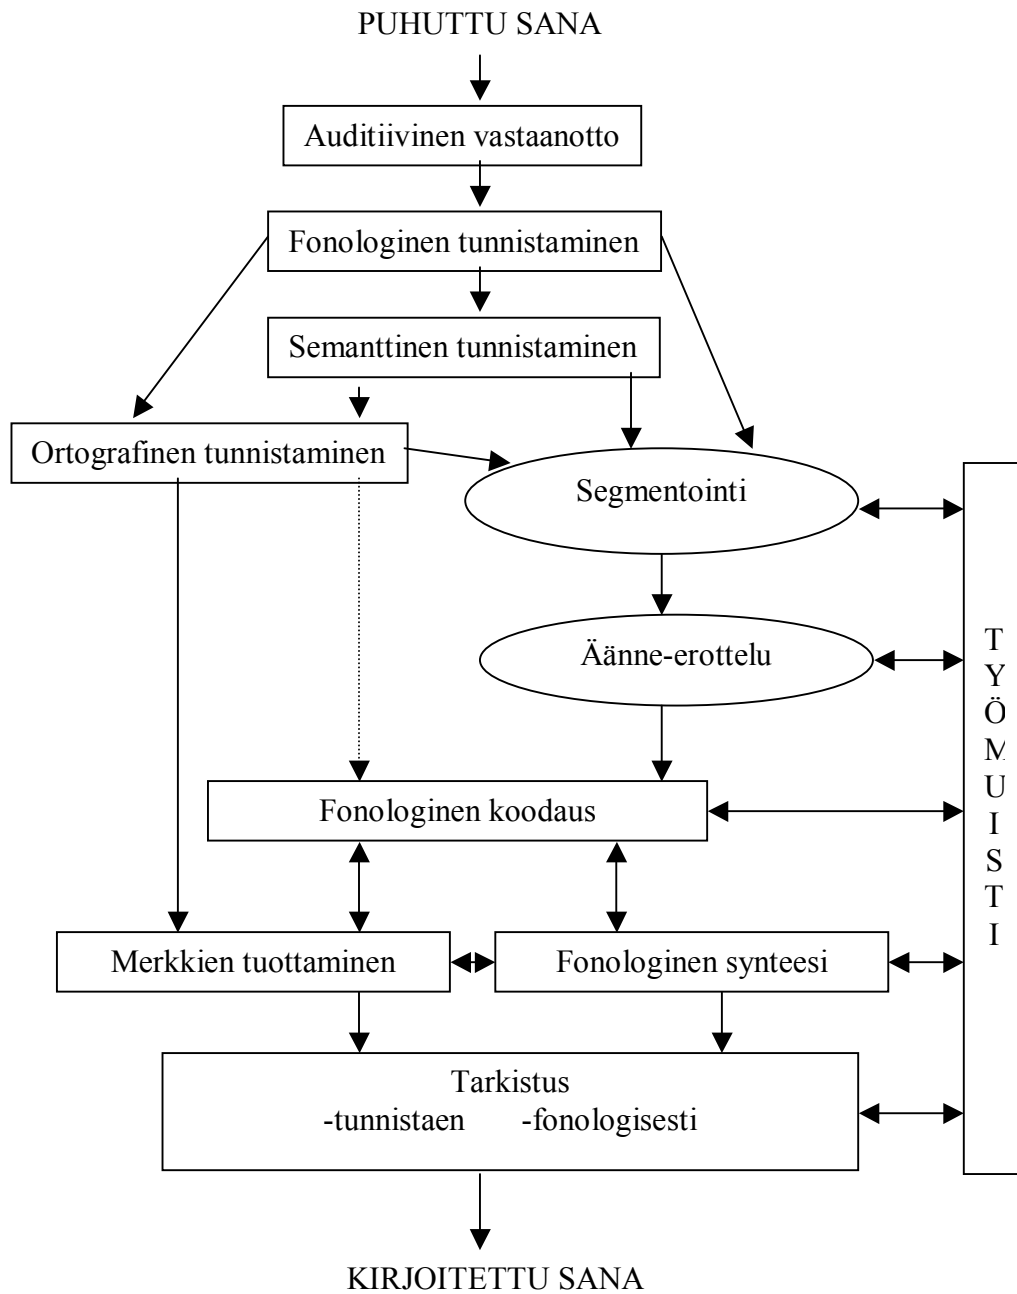 PUHUTTU SANA
Auditiivinen vastaanotto
Fonologinen tunnistaminen
Semanttinen tunnistaminen
Ortografinen tunnistaminen
Segmentointi
Äänne-erottelu
T
Y
Ö
M
U
I
S
T
I
Fonologinen koodaus
Merkkien tuottaminen
Fonologinen synteesi
Tarkistus
-tunnistaen -fonologisesti
KIRJOITETTU SANA